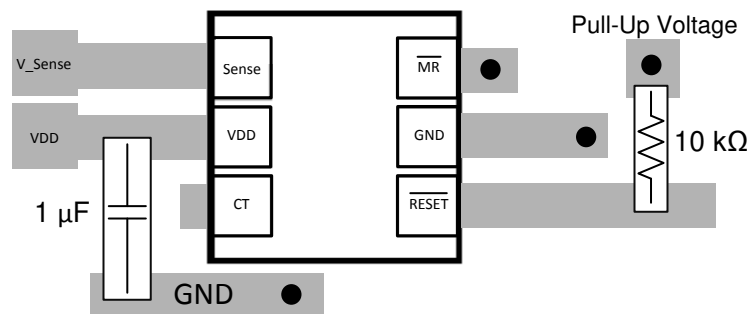 Pull-Up Voltage
V_Sense
Sense
MR
VDD
VDD
GND
10 kΩ
1 µF
CT
RESET
GND